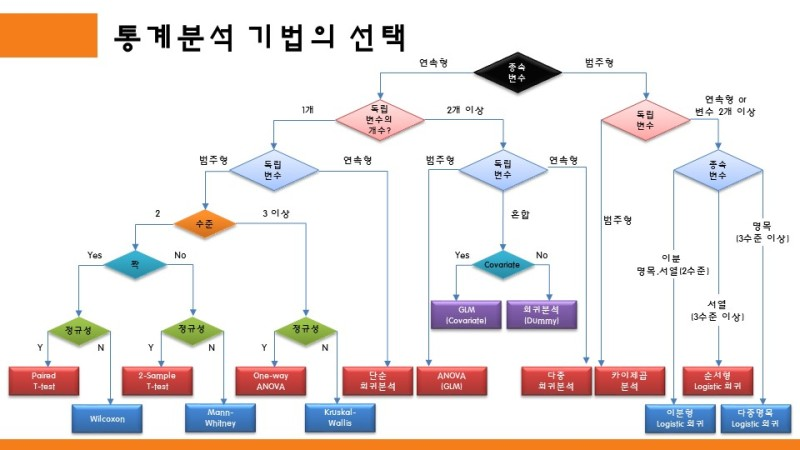 통계분석 기법의 선택
연속형
종속
변수
범주형
1개
독립
변수의
개수?
2개 이상
독립
변수
연속형 or
변수 2개 이상
범주형
독립
변수
연속형
범주형
독립
변수
연속형
종속
변수
2
수준
3 이상
혼합
범주형
명목
(3수준 이상)
Yes
짝
No
Yes
Covariate
No
이분
명목,서열(2수준)
GLM
(Covariate)
회귀분석
(Dummy)
서열
(3수준 이상)
정규성
정규성
정규성
Y
N
Y
N
Y
N
Paired
T-test
2-Sample
T-test
One-way
ANOVA
단순
회귀분석
ANOVA
(GLM)
다중
회귀분석
카이제곱
분석
순서형
Logistic 회귀
Wilcoxon
Mann-
Whitney
Kruskal-
Wallis
이분형
Logistic 회귀
다중명목
Logistic 회귀